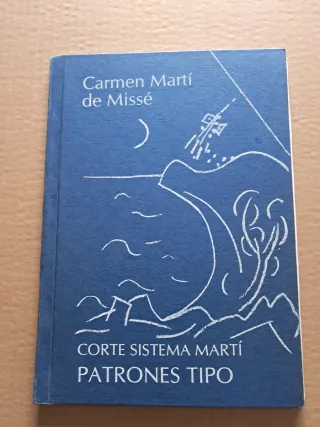 Carmen Martí
de Missé
CORTE SISTEMA MARTÍ
PATRONES TIPO